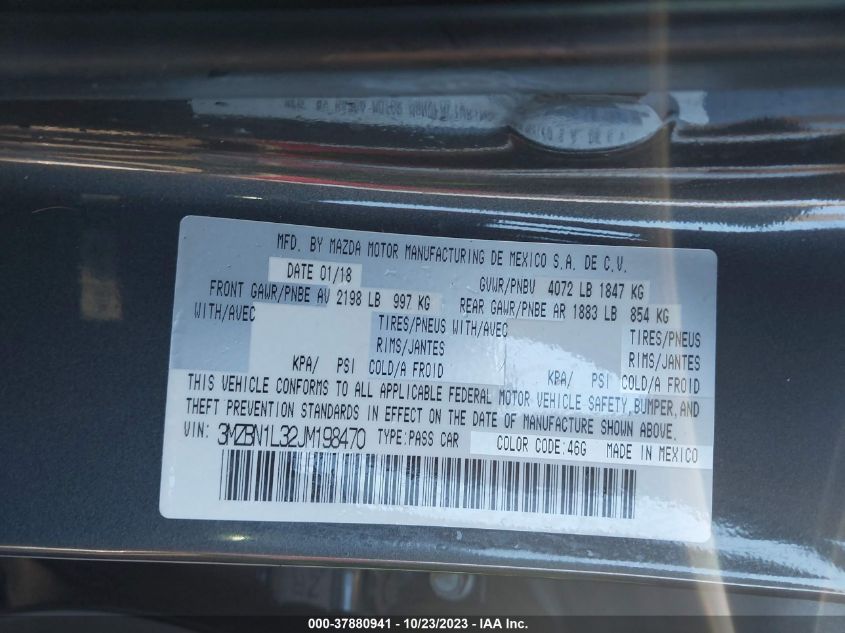 MFD. BY MAZDA MOTOR MANUFACTURING DE MEXICO S.A. DE C.V.
DATE 01/18 GVWR/PNBV 4072 LB 1847 KG
FRONT GAWR/PNBE AV 2198 LB 997 KG REAR GAWR/PNBE AR 1883 LB 854 KG
WITH/AVEC TIRES/PNEUS WITH/AVEC TIRES/PNEUS
RIMS/JANTES RIMS/JANTES
KPA/ PSI COLD/A FROID KPA/ PSI COLD/A FROID
THIS VEHICLE CONFORMS TO ALL APPLICABLE FEDERAL MOTOR VEHICLE SAFETY,BUMPER,AND
THEFT PREVENTION STANDARDS IN EFFECT ON THE DATE OF MANUFACTURE SHOWN ABOVE.
VIN: 3MZBN1L32JM198470 TYPE:PASS CAR COLOR CODE:46G MADE IN MEXICO
000-37880941 - 10/23/2023 - © IAA Inc.